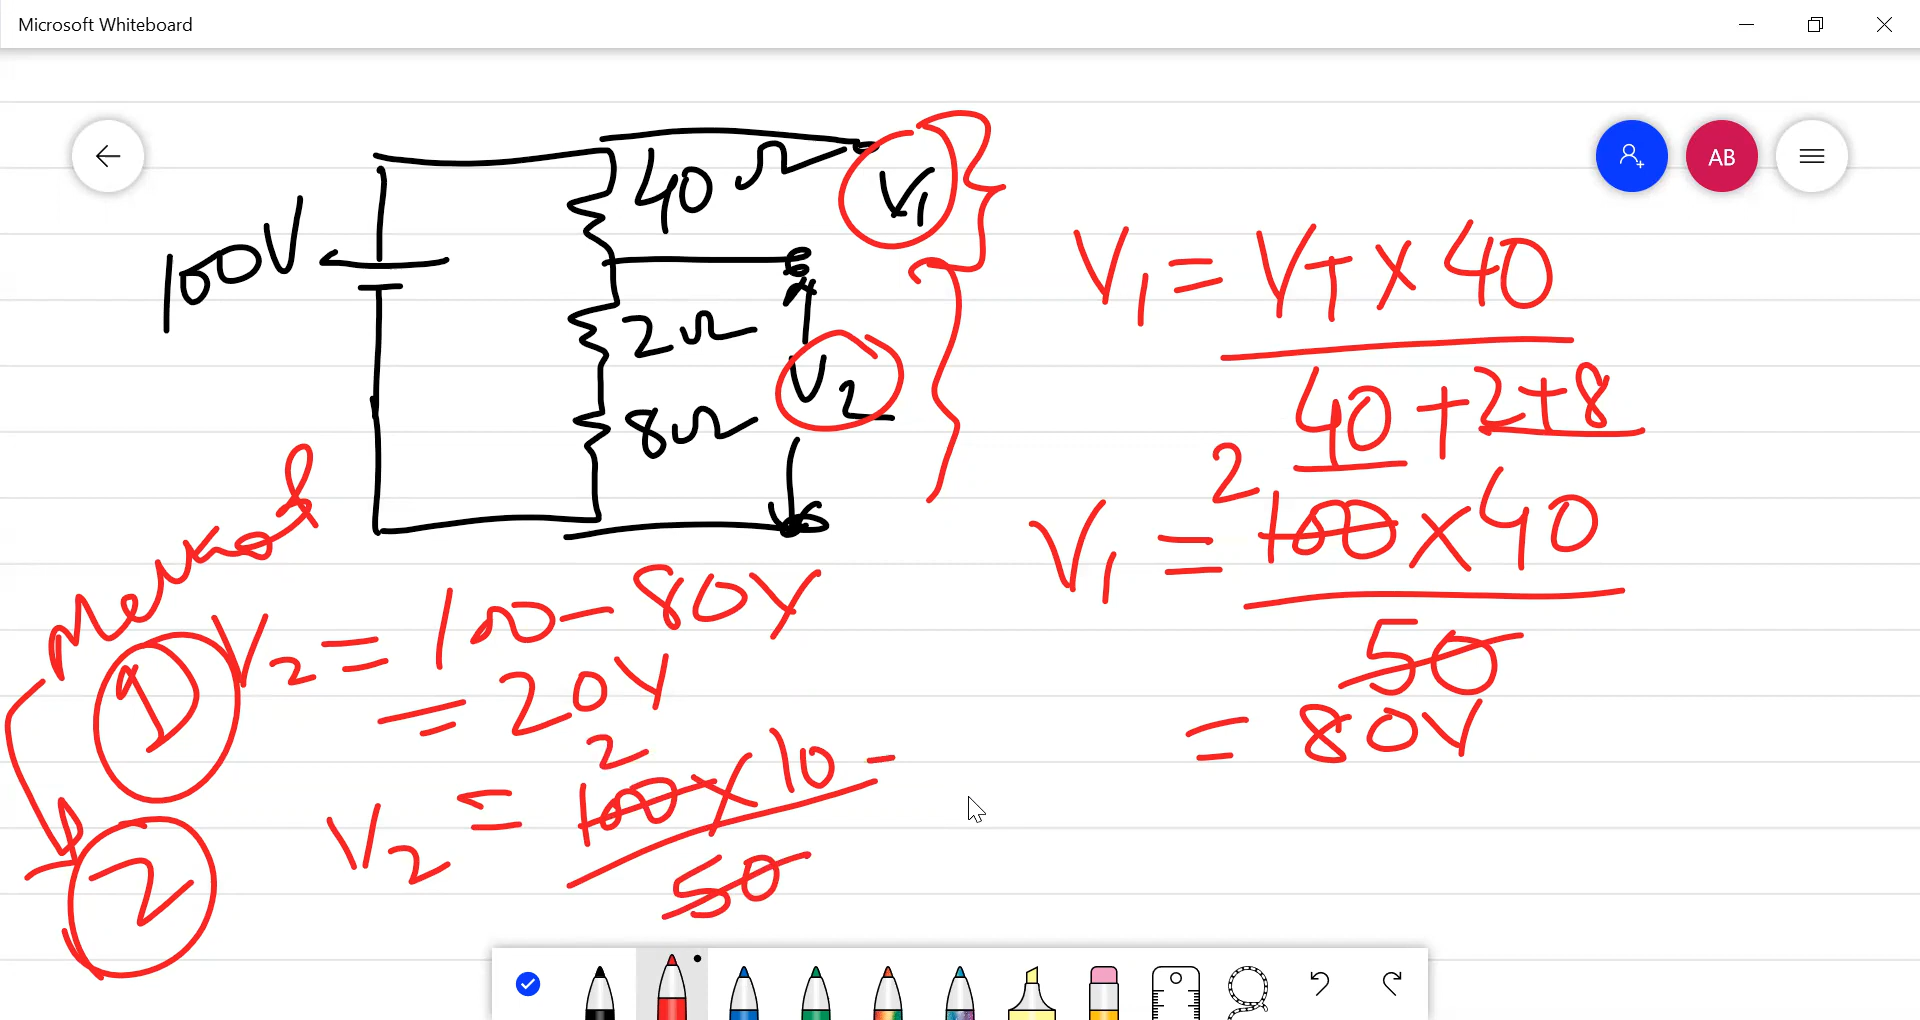 Microsoft Whiteboard
AB
100V
40Ω
V1
2Ω
V2
8Ω
V1 = VT × 40
40 + 2 + 8
V1 = 100 × 40
2
50
= 80V
Method
1
V2 = 100 - 80V
= 20V
2
V2 = 100 × 10 =
50
2